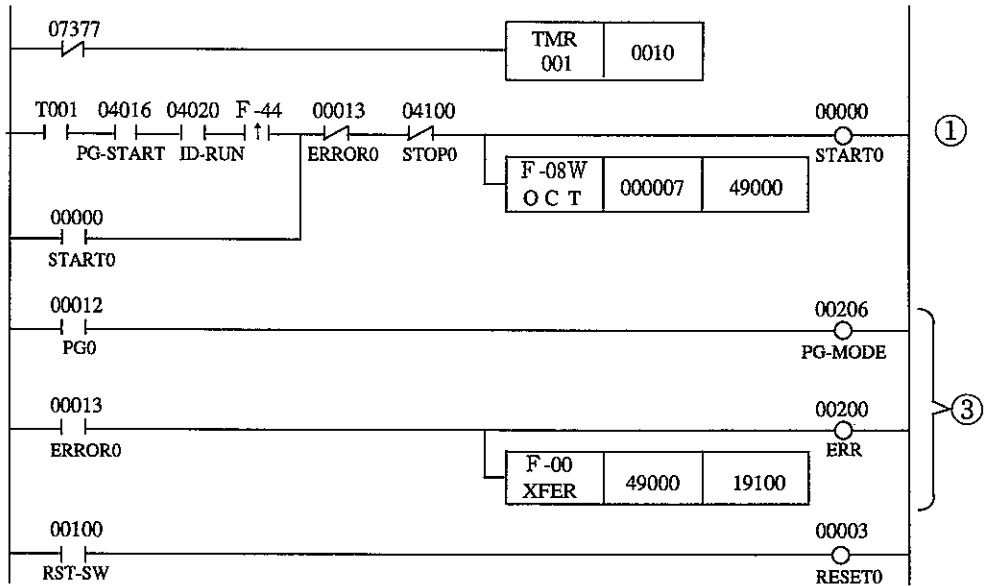 07377
TMR 001 0010
T001 04016 04020 F-44 00013 04100 00000 ①
PG-START ID-RUN ↑ ERROR0 STOP0 START0
F-08W OCT 000007 49000
00000
START0
00012 00206
PG0 PG-MODE
③
00013 00200
ERROR0 ERR
F-00 XFER 49000 19100
00100 00003
RST-SW RESET0